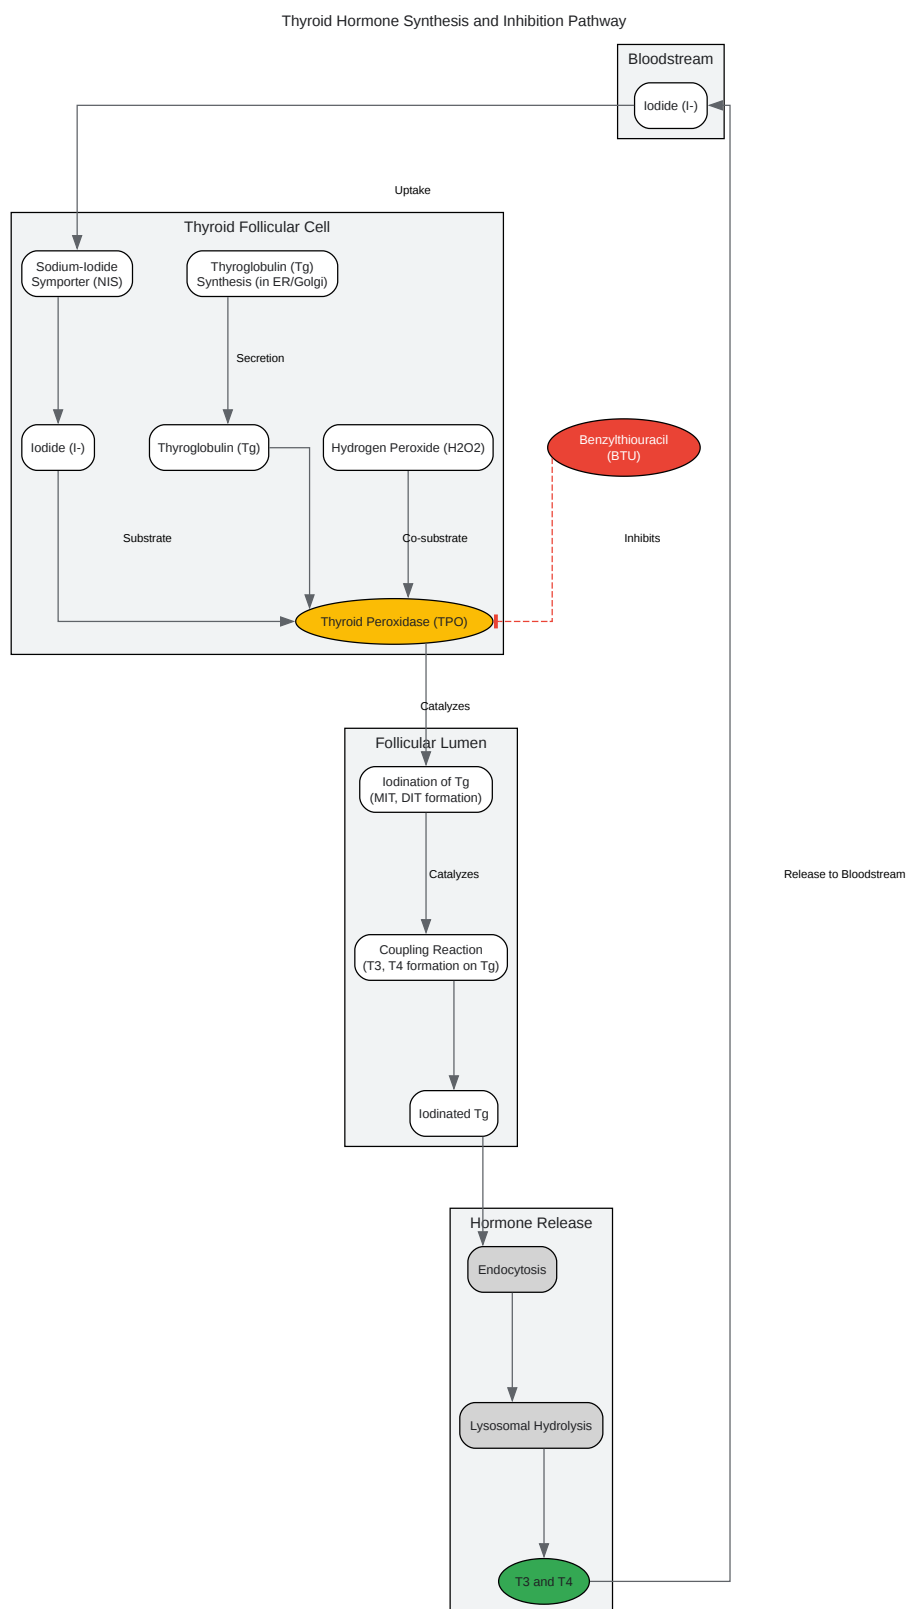 Thyroid Hormone Synthesis and Inhibition Pathway
Bloodstream
Iodide (I-)
Uptake
Thyroid Follicular Cell
Sodium-Iodide
Symporter (NIS)
Thyroglobulin (Tg)
Synthesis (in ER/Golgi)
Secretion
Iodide (I-)
Thyroglobulin (Tg)
Hydrogen Peroxide (H2O2)
Benzylthiouracil
(BTU)
Substrate
Co-substrate
Inhibits
Thyroid Peroxidase (TPO)
Catalyzes
Follicular Lumen
Iodination of Tg
(MIT, DIT formation)
Catalyzes
Release to Bloodstream
Coupling Reaction
(T3, T4 formation on Tg)
Iodinated Tg
Hormone Release
Endocytosis
Lysosomal Hydrolysis
T3 and T4